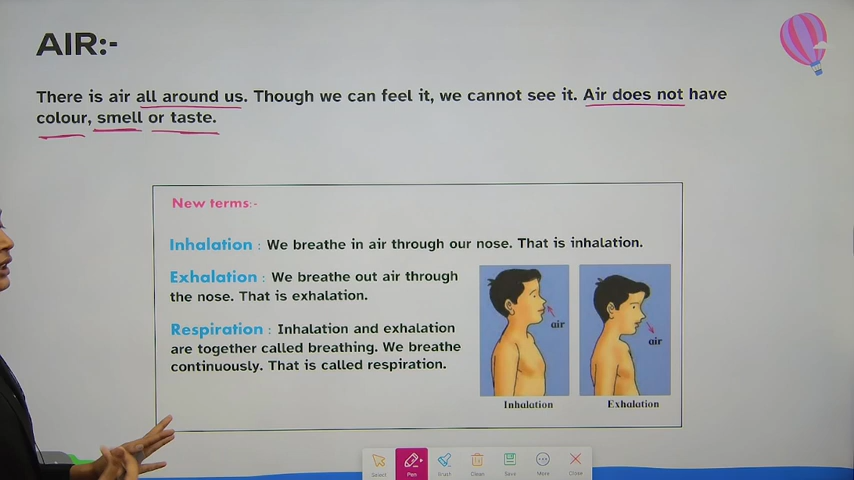 AIR:-
There is air all around us. Though we can feel it, we cannot see it. Air does not have
colour, smell or taste.
New terms:-
Inhalation : We breathe in air through our nose. That is inhalation.
Exhalation : We breathe out air through
the nose. That is exhalation.
Respiration : Inhalation and exhalation
are together called breathing. We breathe
continuously. That is called respiration.
air
air
Inhalation
Exhalation
Select
Pen
Clean
Save
More
Close